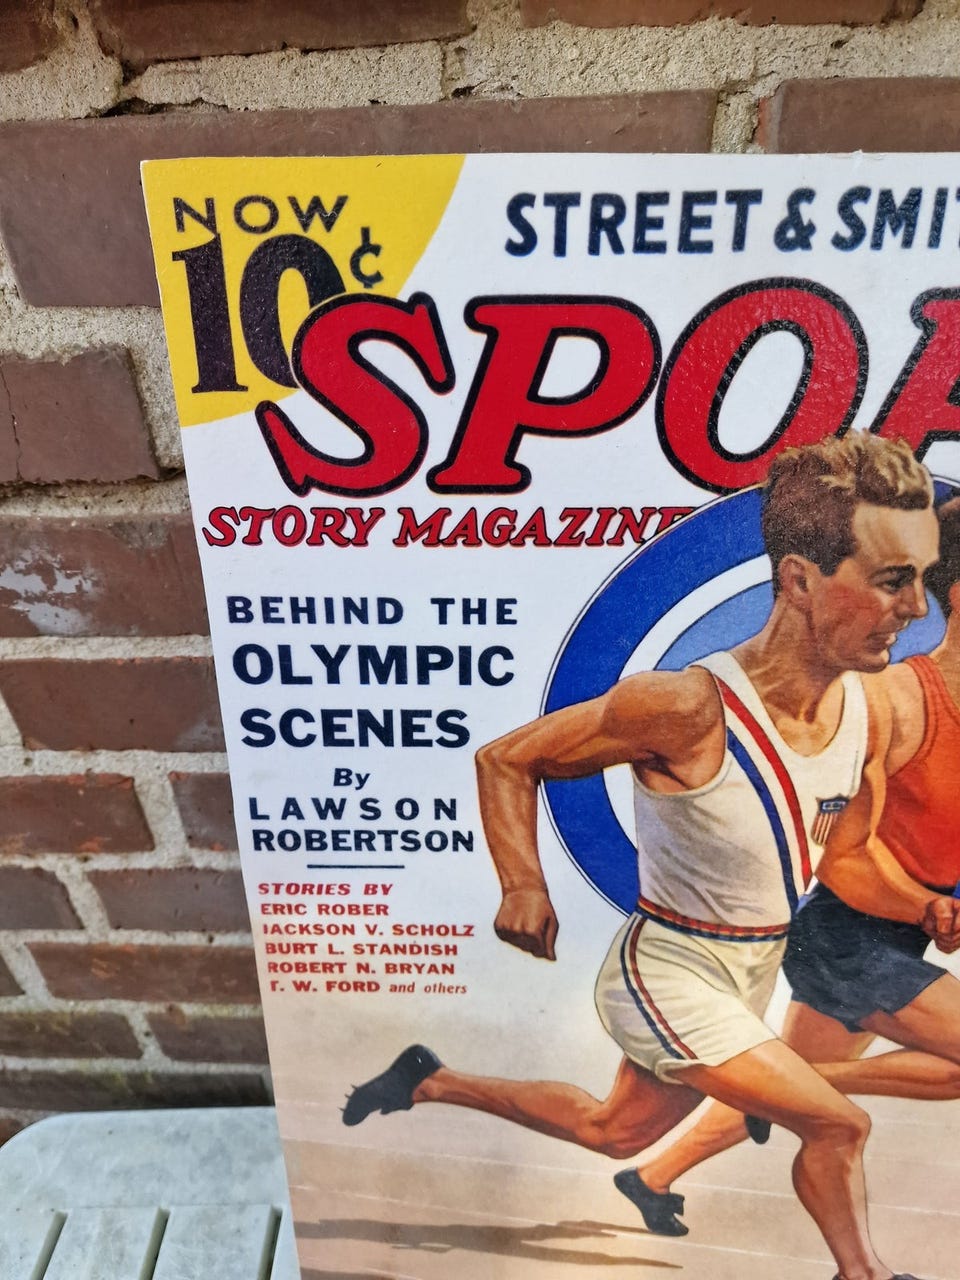 NOW
10¢
STREET & SMIT
SPOR
STORY MAGAZINE
BEHIND THE
OLYMPIC
SCENES
By
LAWSON
ROBERTSON
STORIES BY
ERIC ROBER
JACKSON V. SCHOLZ
BURT L. STANDISH
ROBERT N. BRYAN
T. W. FORD and others